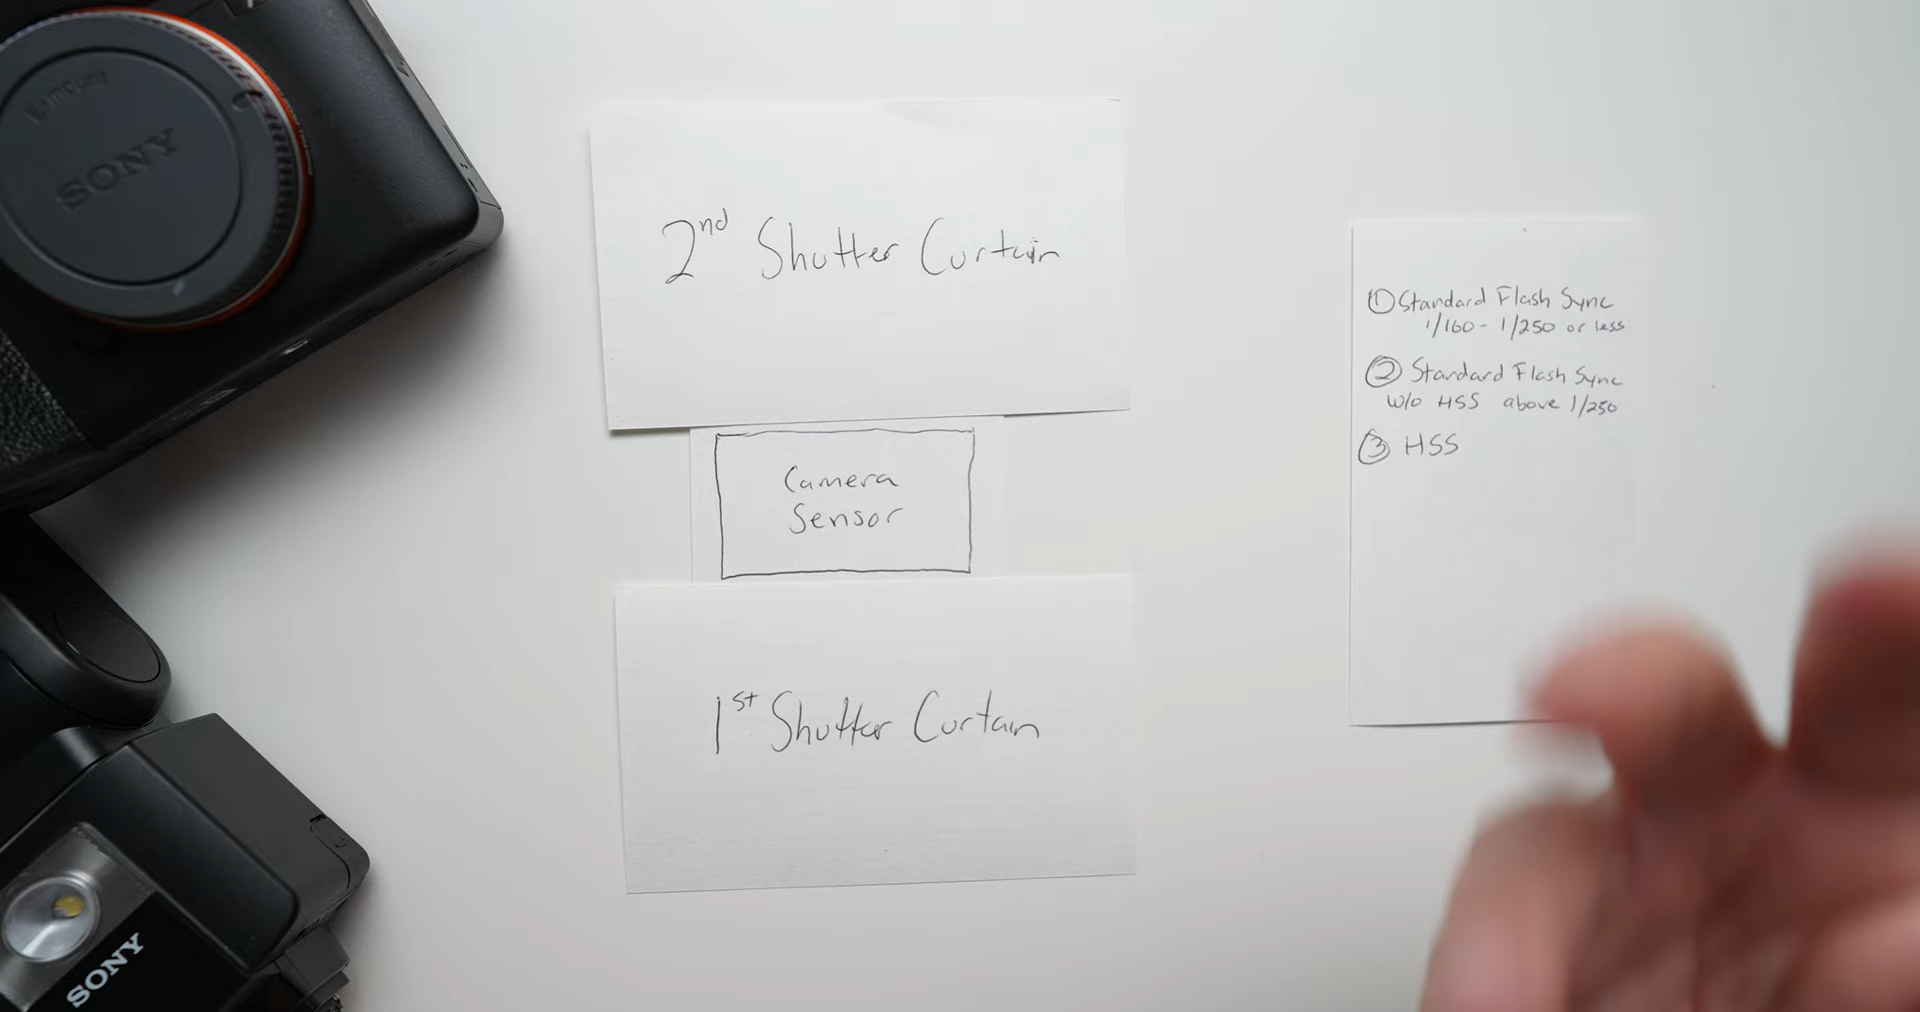 E-mount
SONY
2nd Shutter Curtain
Camera
Sensor
1st Shutter Curtain
① Standard Flash Sync
1/160 - 1/250 or less
② Standard Flash Sync
w/o HSS above 1/250
③ HSS
SONY